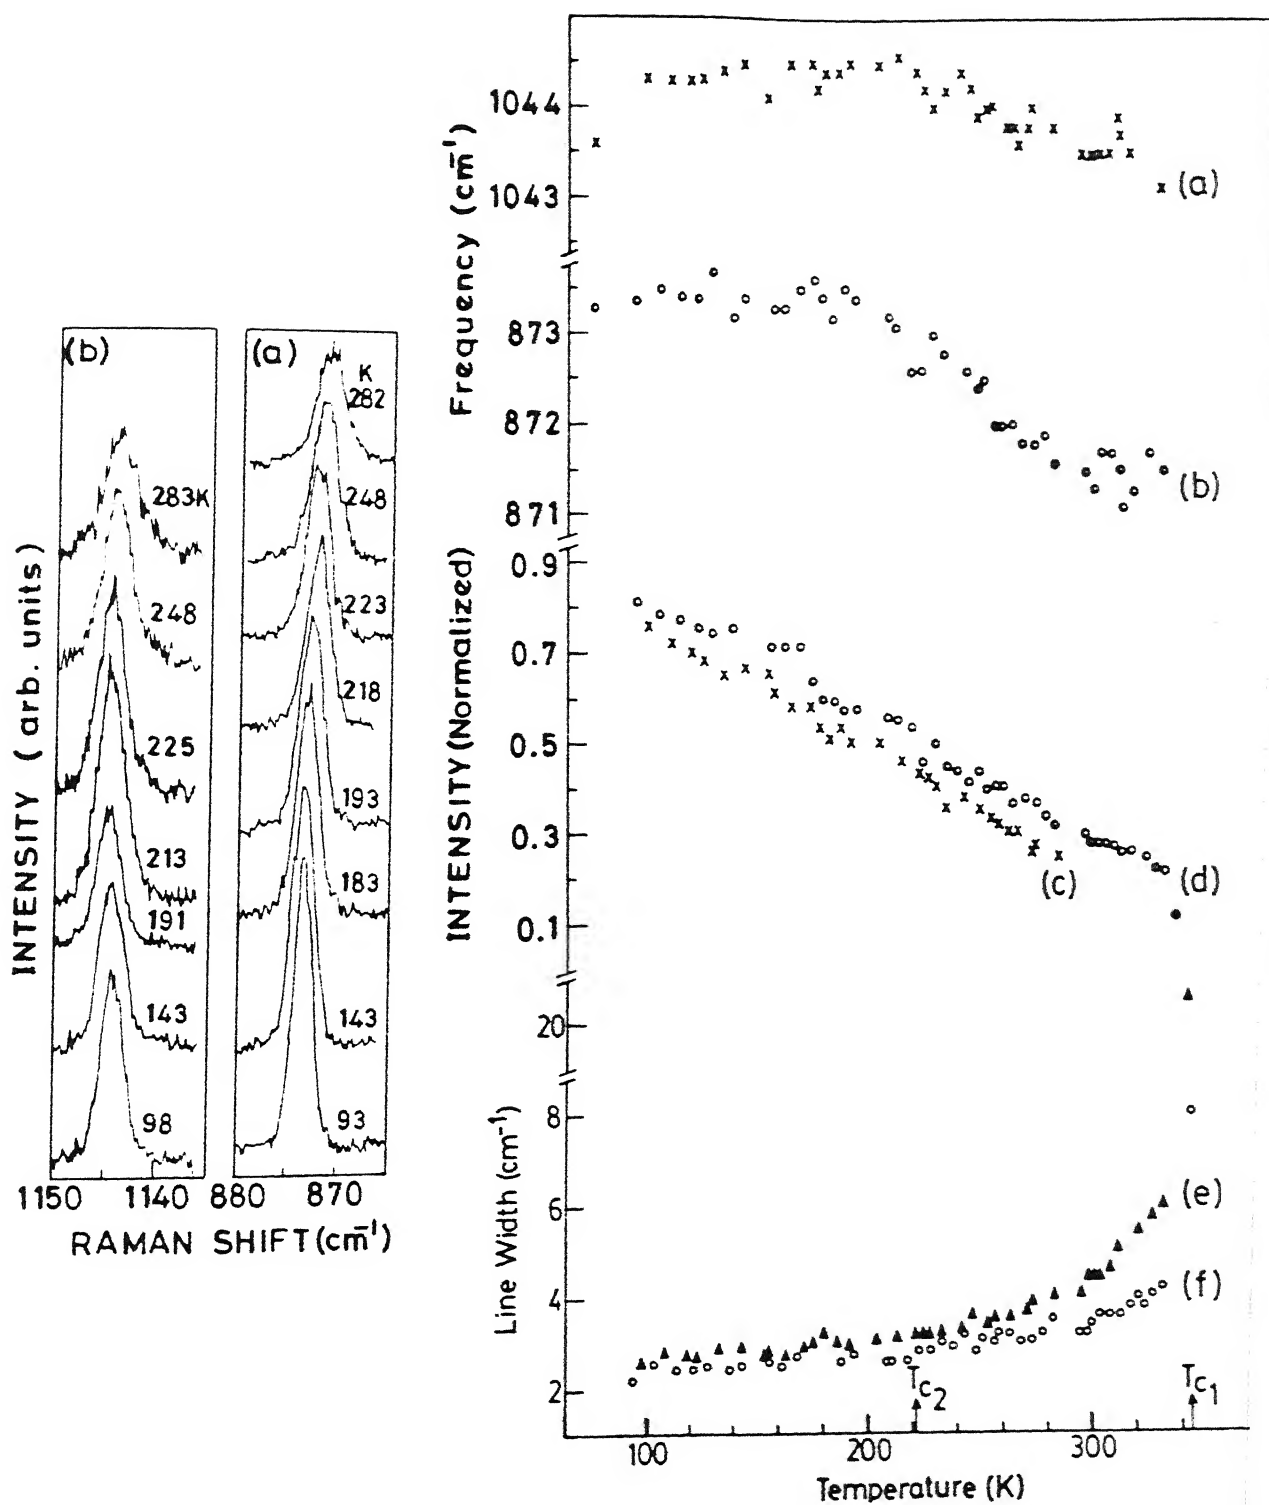 (b)
283K
248
225
213
191
143
98
1150
1140
(a)
K
282
248
223
218
193
183
143
93
880
870
INTENSITY (arb. units)
RAMAN SHIFT (cm⁻¹)
Frequency (cm⁻¹)
1044
1043
(a)
873
872
871
(b)
INTENSITY (Normalized)
0.9
0.7
0.5
0.3
0.1
(c)
(d)
Line Width (cm⁻¹)
20
8
6
4
2
(e)
(f)
Tc2
Tc1
100
200
300
Temperature (K)